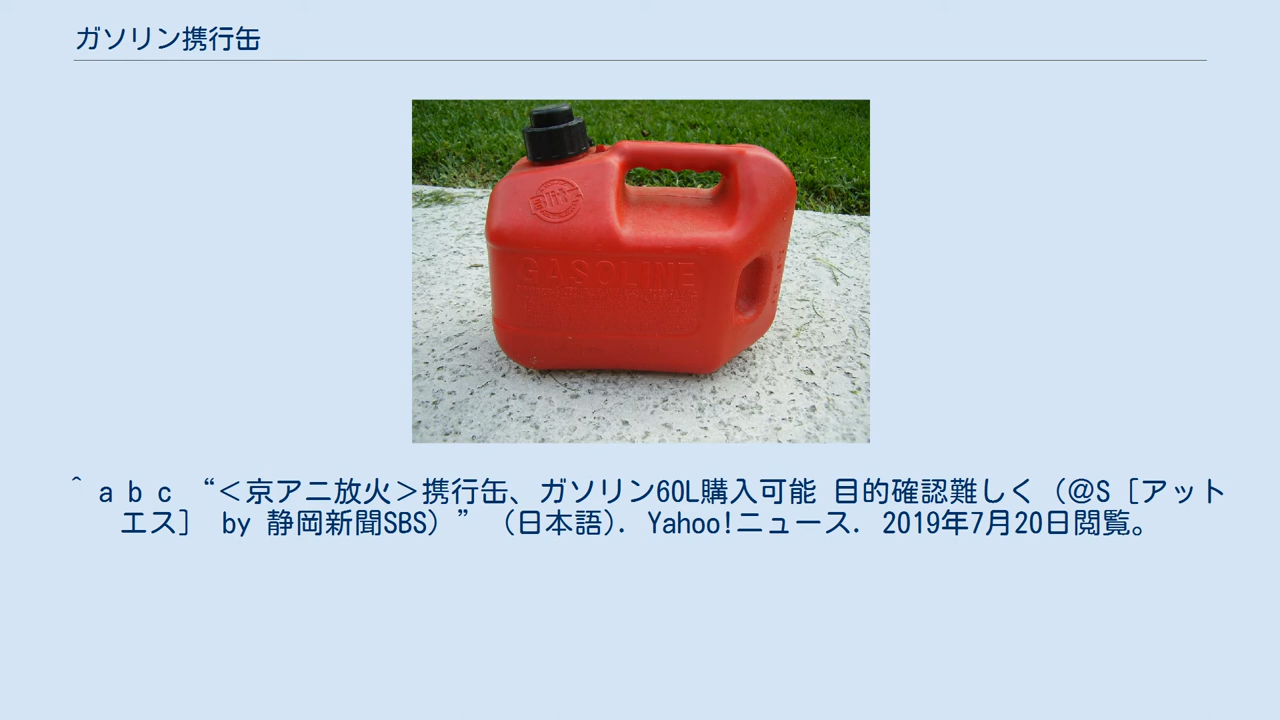 ガソリン携行缶
Blitz
GASOLINE
^ a b c “＜京アニ放火＞携行缶、ガソリン60L購入可能 目的確認難しく（@S［アット
エス］ by 静岡新聞SBS）” （日本語）. Yahoo!ニュース. 2019年7月20日閲覧。